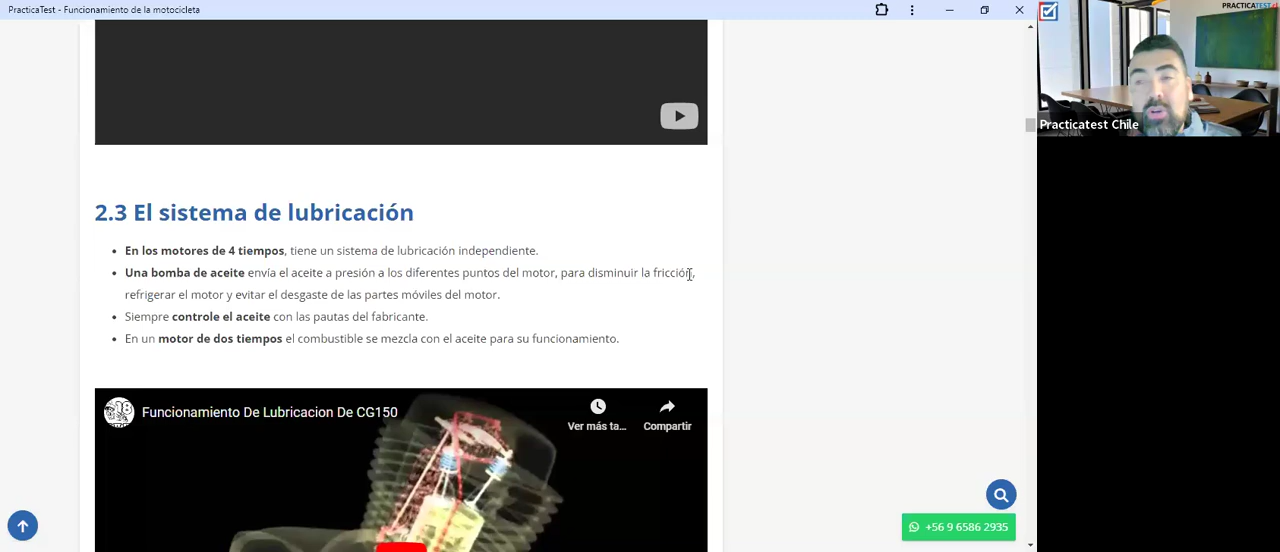 PracticaTest - Funcionamiento de la motocicleta
PRACTICATEST.cl
Practicatest Chile
2.3 El sistema de lubricación
En los motores de 4 tiempos, tiene un sistema de lubricación independiente.
Una bomba de aceite envía el aceite a presión a los diferentes puntos del motor, para disminuir la fricción,
refrigerar el motor y evitar el desgaste de las partes móviles del motor.
Siempre controle el aceite con las pautas del fabricante.
En un motor de dos tiempos el combustible se mezcla con el aceite para su funcionamiento.
Funcionamiento De Lubricacion De CG150
Ver más ta...
Compartir
+56 9 6586 2935